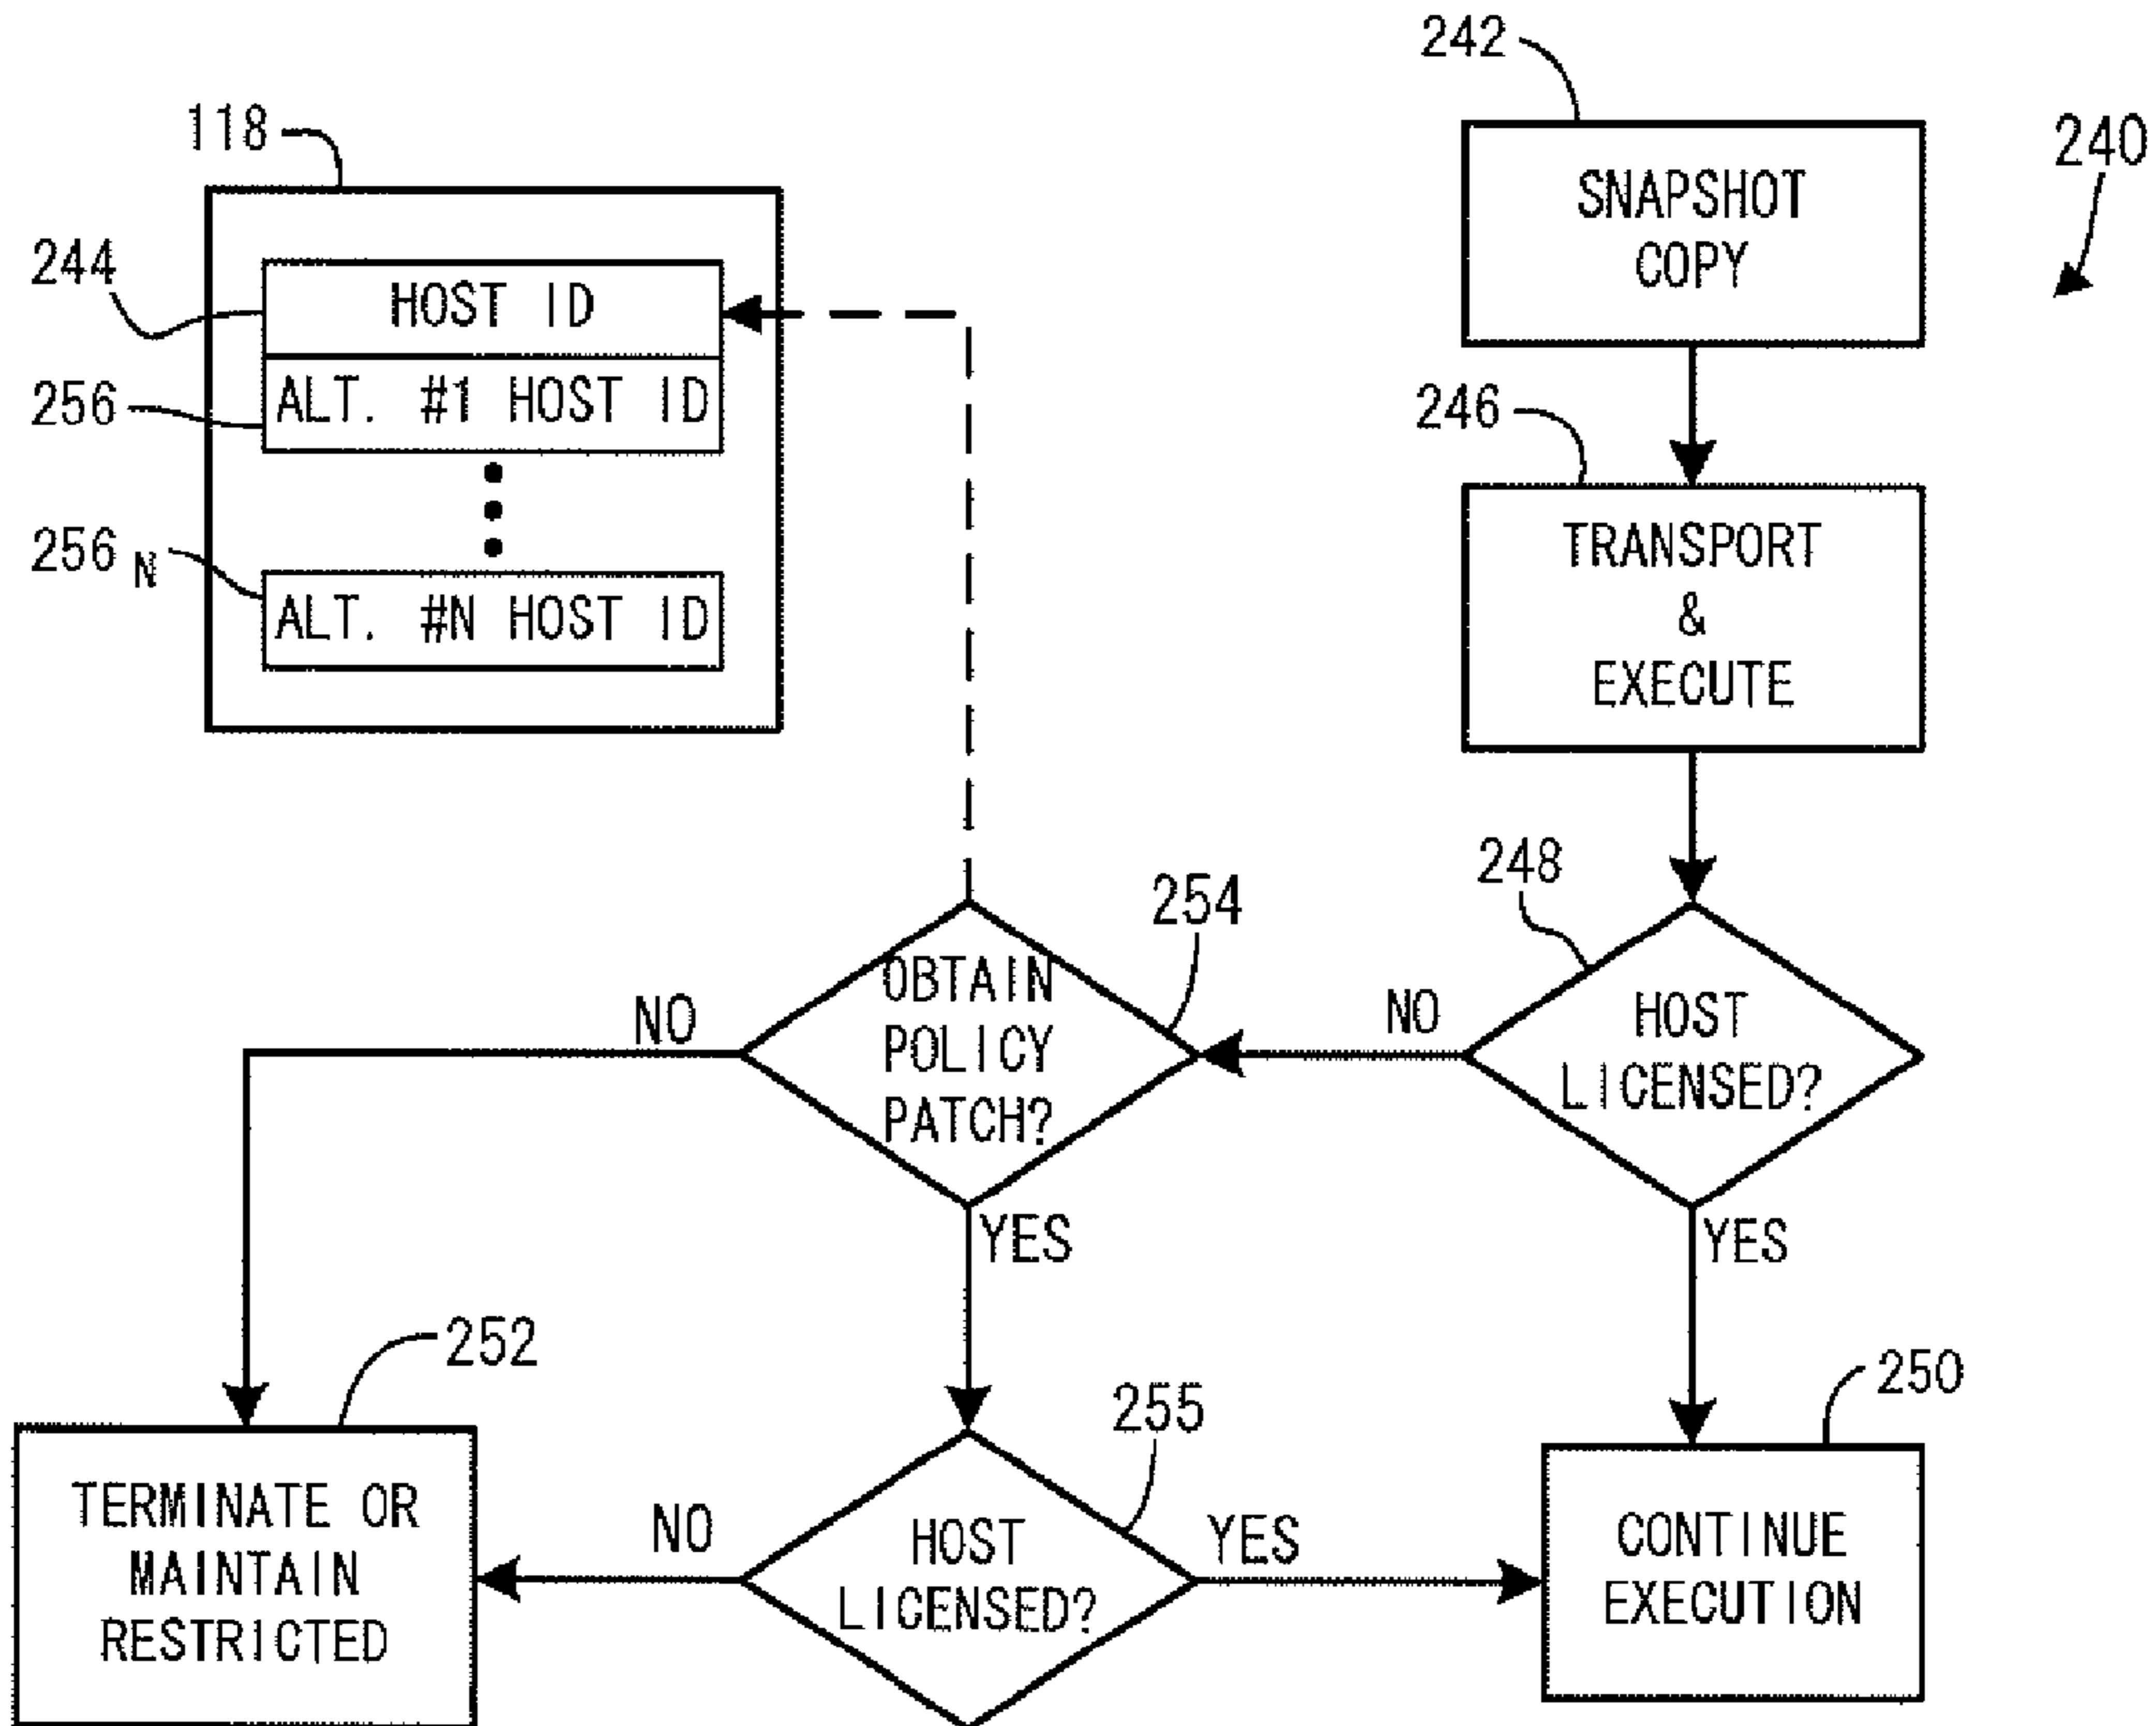 242
SNAPSHOT
COPY
240
118
244
HOST ID
256
ALT. #1 HOST ID
256 N
ALT. #N HOST ID
246
TRANSPORT
&
EXECUTE
248
HOST
LICENSED?
NO
YES
254
OBTAIN
POLICY
PATCH?
NO
YES
252
TERMINATE OR
MAINTAIN
RESTRICTED
255
HOST
LICENSED?
NO
YES
250
CONTINUE
EXECUTION